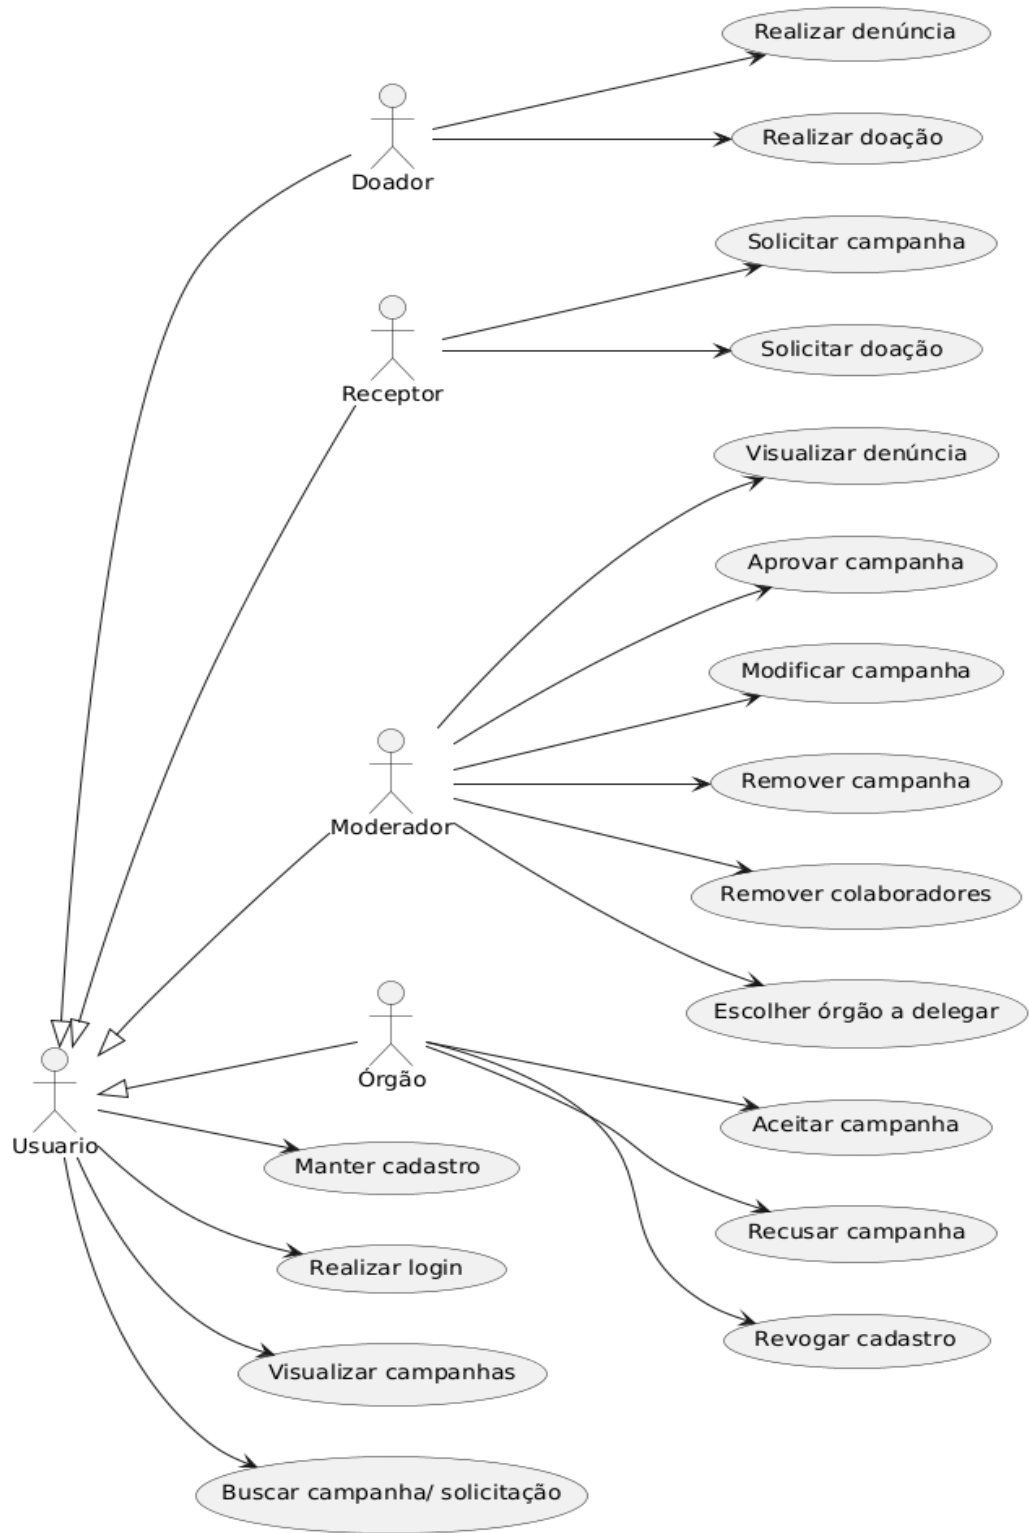 Realizar denúncia
Realizar doação
Doador
Solicitar campanha
Solicitar doação
Receptor
Visualizar denúncia
Aprovar campanha
Modificar campanha
Remover campanha
Moderador
Remover colaboradores
Escolher órgão a delegar
Órgão
Aceitar campanha
Usuario
Manter cadastro
Recusar campanha
Realizar login
Revogar cadastro
Visualizar campanhas
Buscar campanha/ solicitação